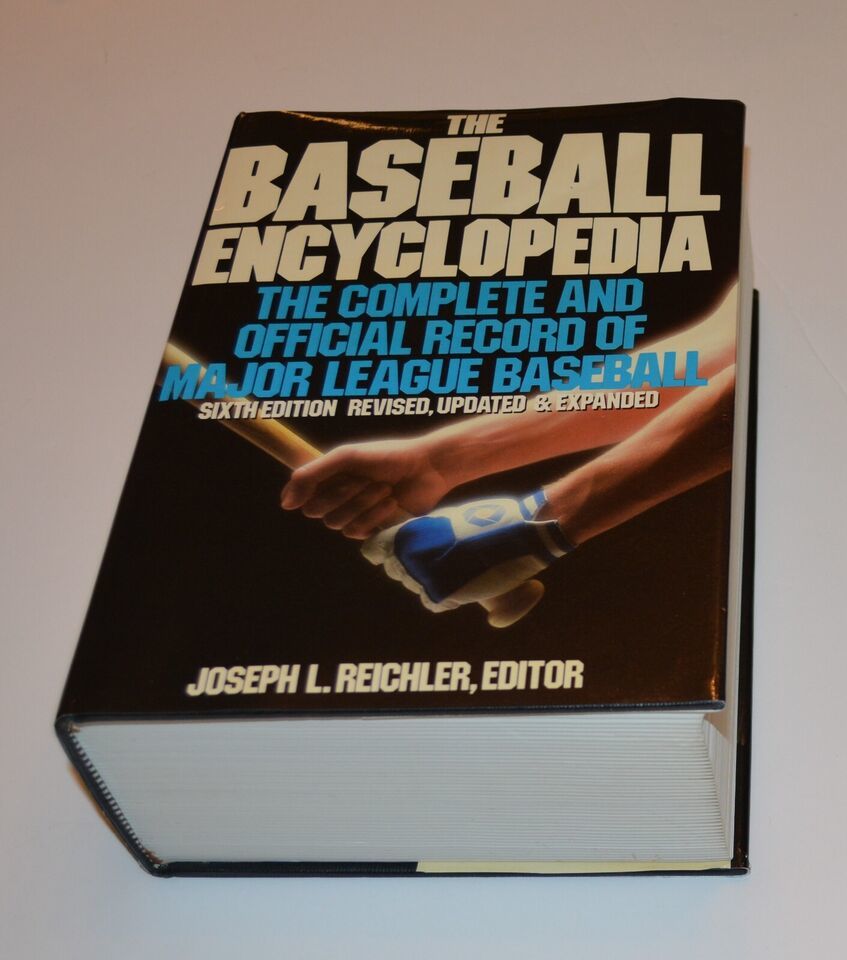 THE
BASEBALL
ENCYCLOPEDIA
THE COMPLETE AND
OFFICIAL RECORD OF
MAJOR LEAGUE BASEBALL
SIXTH EDITION REVISED, UPDATED & EXPANDED
JOSEPH L. REICHLER, EDITOR